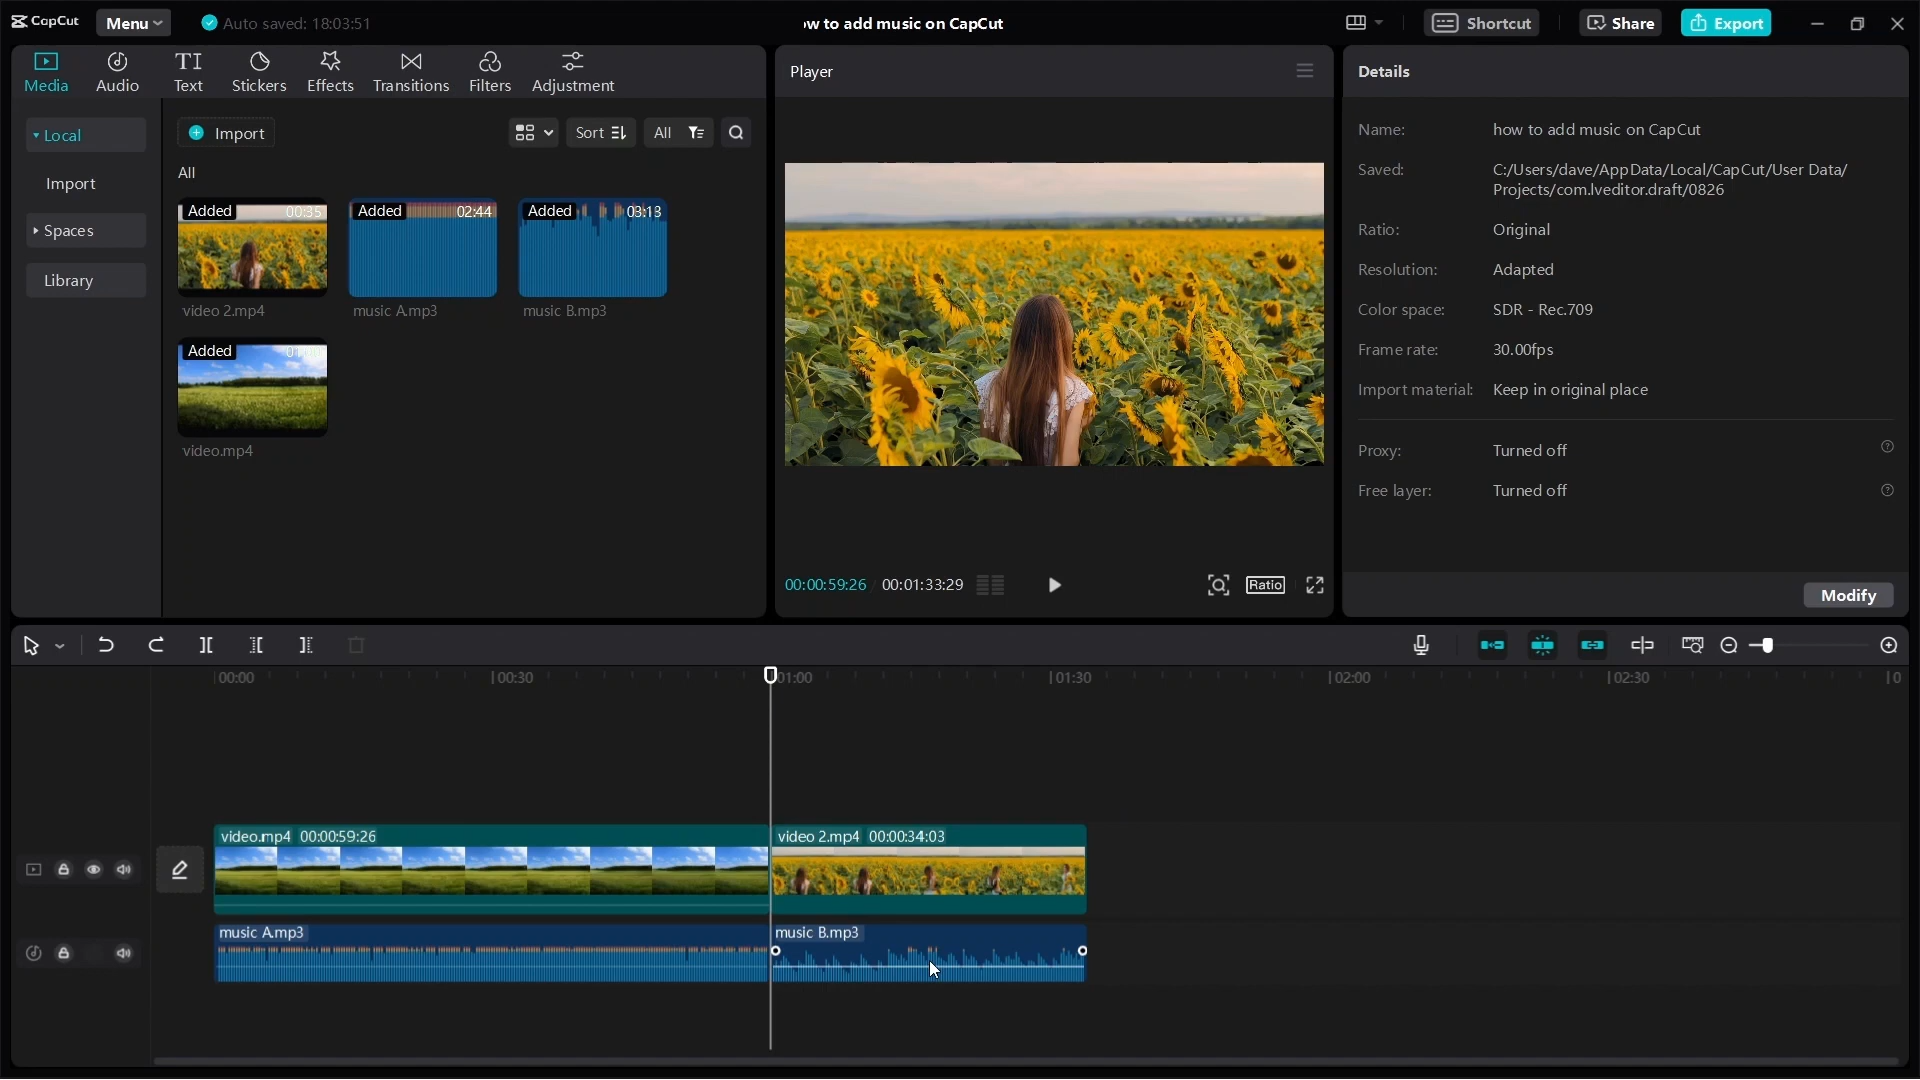 CapCut
Menu
Auto saved: 18:03:51
ow to add music on CapCut
Shortcut
Share
Export
Media
Audio
Text
Stickers
Effects
Transitions
Filters
Adjustment
Local
Import
Spaces
Library
Import
Sort
All
All
Added 00:35
video 2.mp4
Added 02:44
music A.mp3
Added 03:13
music B.mp3
Added
video.mp4
Player
00:00:59:26 / 00:01:33:29
Ratio
Details
Name: how to add music on CapCut
Saved: C:/Users/dave/AppData/Local/CapCut/User Data/
Projects/com.lveditor.draft/0826
Ratio: Original
Resolution: Adapted
Color space: SDR - Rec.709
Frame rate: 30.00fps
Import material: Keep in original place
Proxy: Turned off
Free layer: Turned off
Modify
00:00 00:30 01:00 01:30 02:00 02:30 0
video.mp4 00:00:59:26
video 2.mp4 00:00:34:03
music A.mp3
music B.mp3